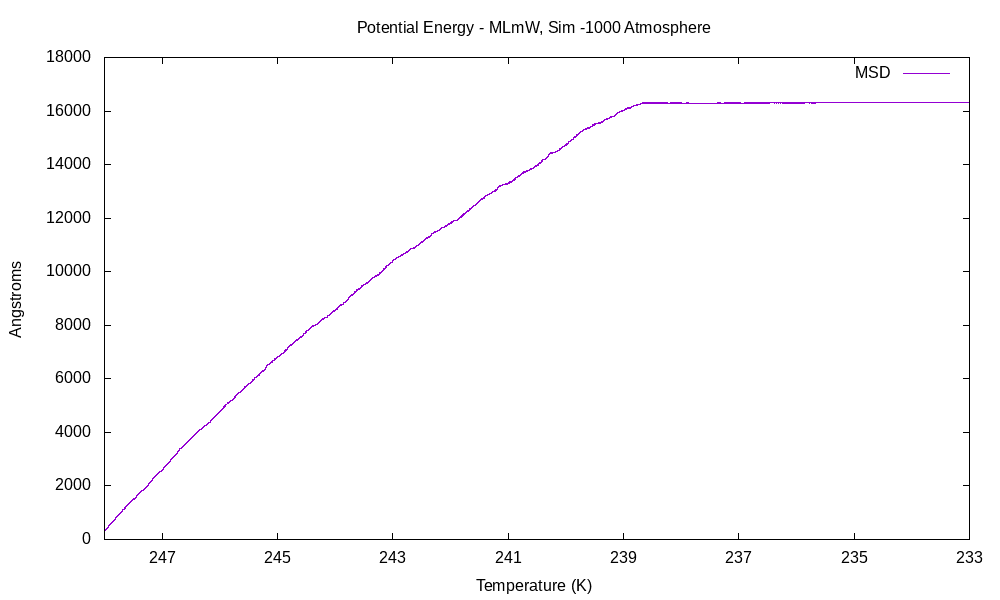 Potential Energy - MLmW, Sim -1000 Atmosphere
MSD
18000
16000
14000
12000
10000
8000
6000
4000
2000
0
Angstroms
247 245 243 241 239 237 235 233
Temperature (K)